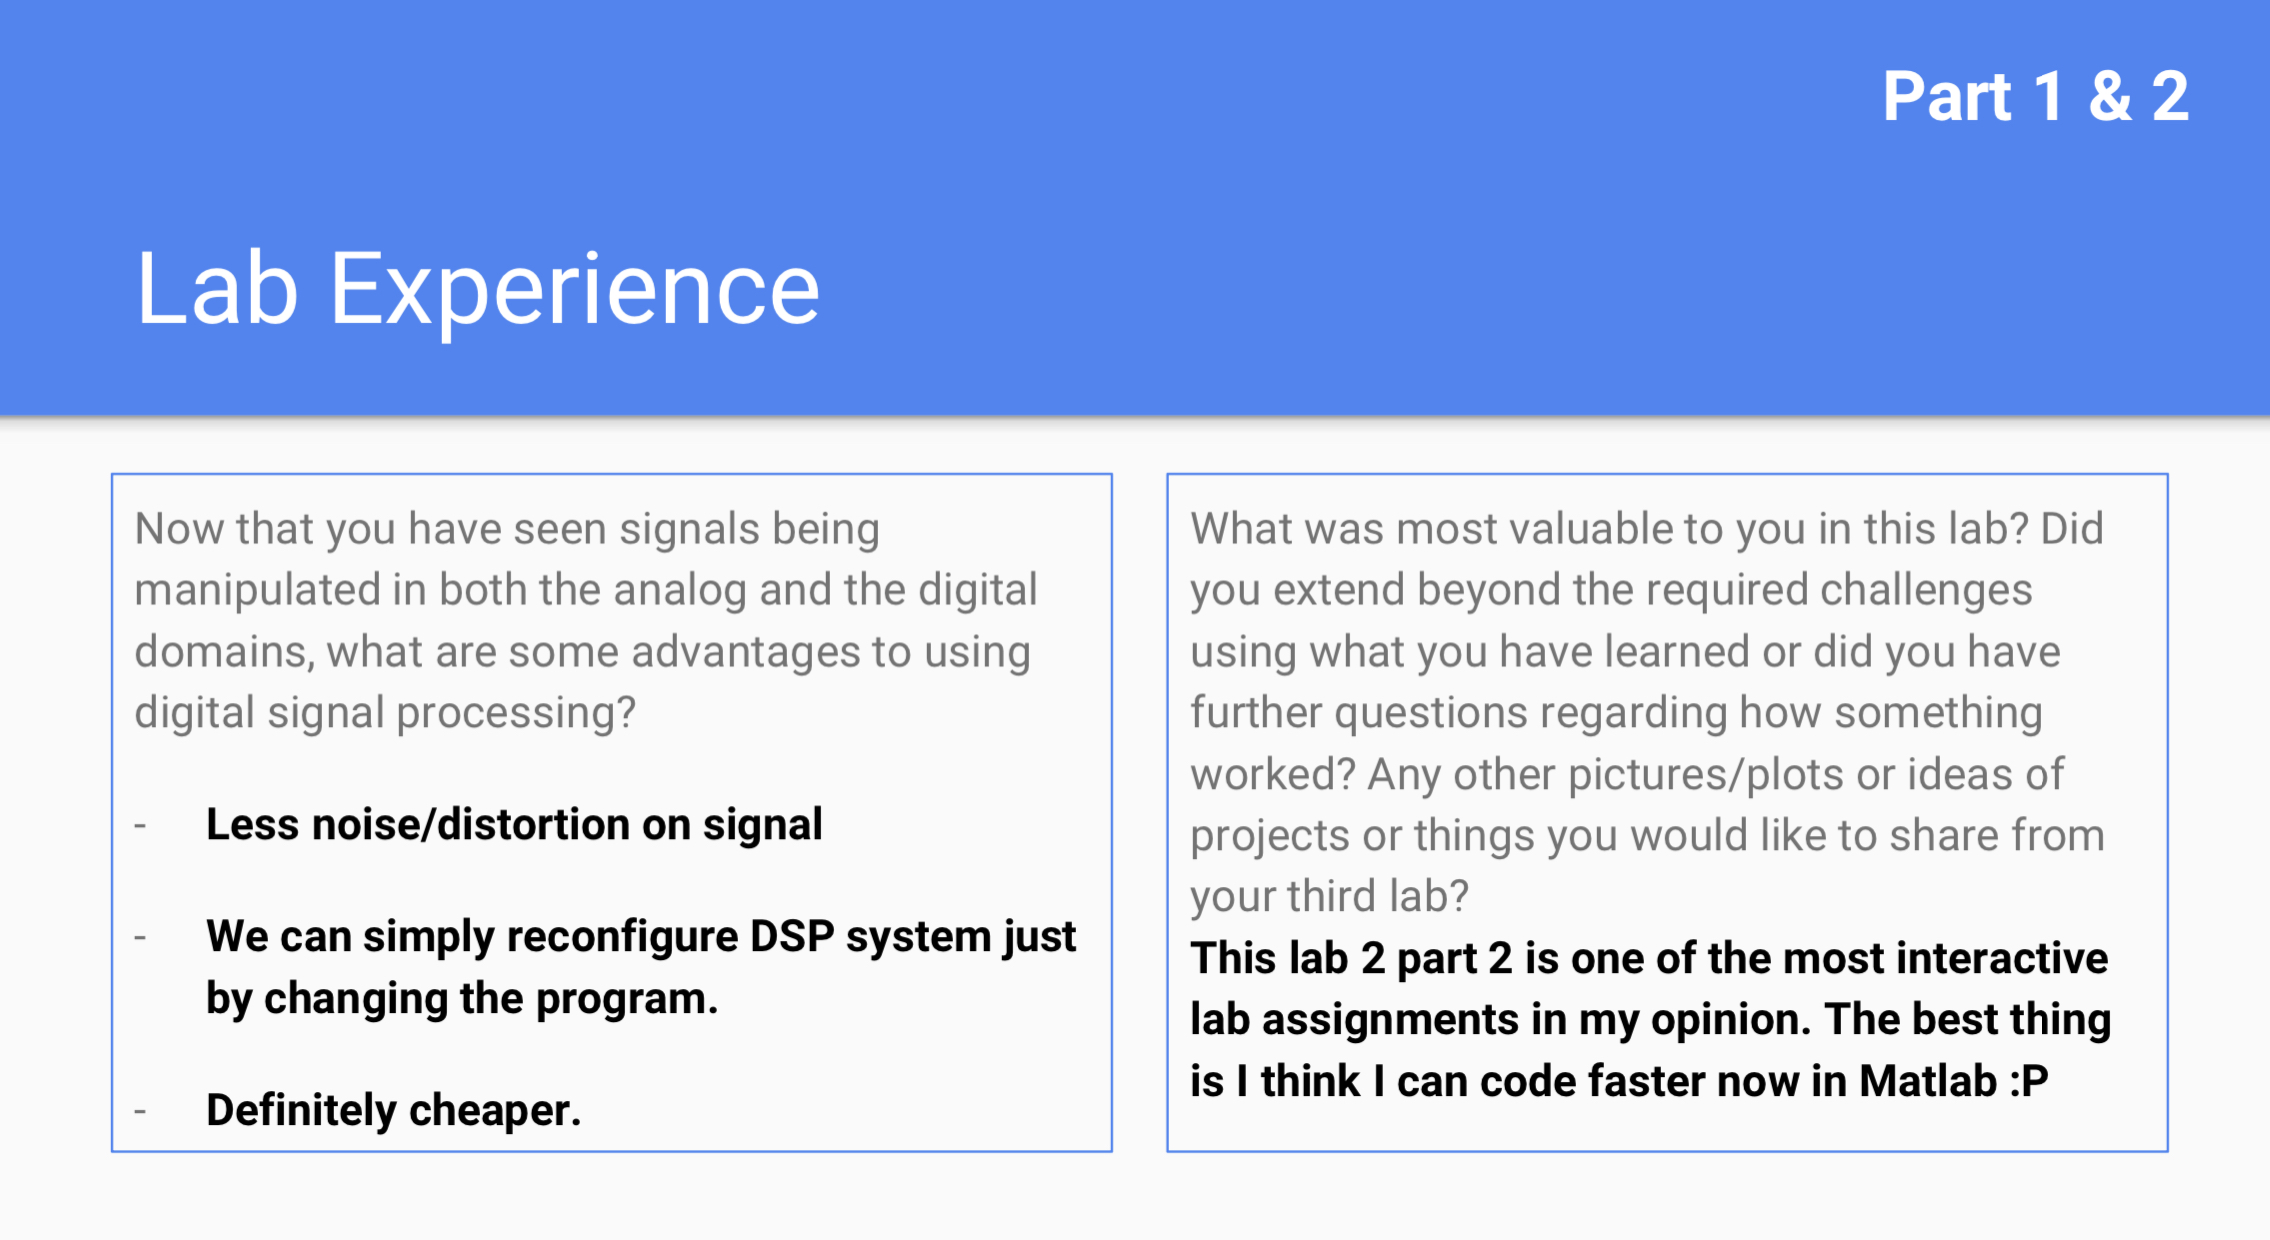 Part 1 & 2
Lab Experience
Now that you have seen signals being
manipulated in both the analog and the digital
domains, what are some advantages to using
digital signal processing?
- Less noise/distortion on signal
- We can simply reconfigure DSP system just
by changing the program.
- Definitely cheaper.
What was most valuable to you in this lab? Did
you extend beyond the required challenges
using what you have learned or did you have
further questions regarding how something
worked? Any other pictures/plots or ideas of
projects or things you would like to share from
your third lab?
This lab 2 part 2 is one of the most interactive
lab assignments in my opinion. The best thing
is I think I can code faster now in Matlab :P